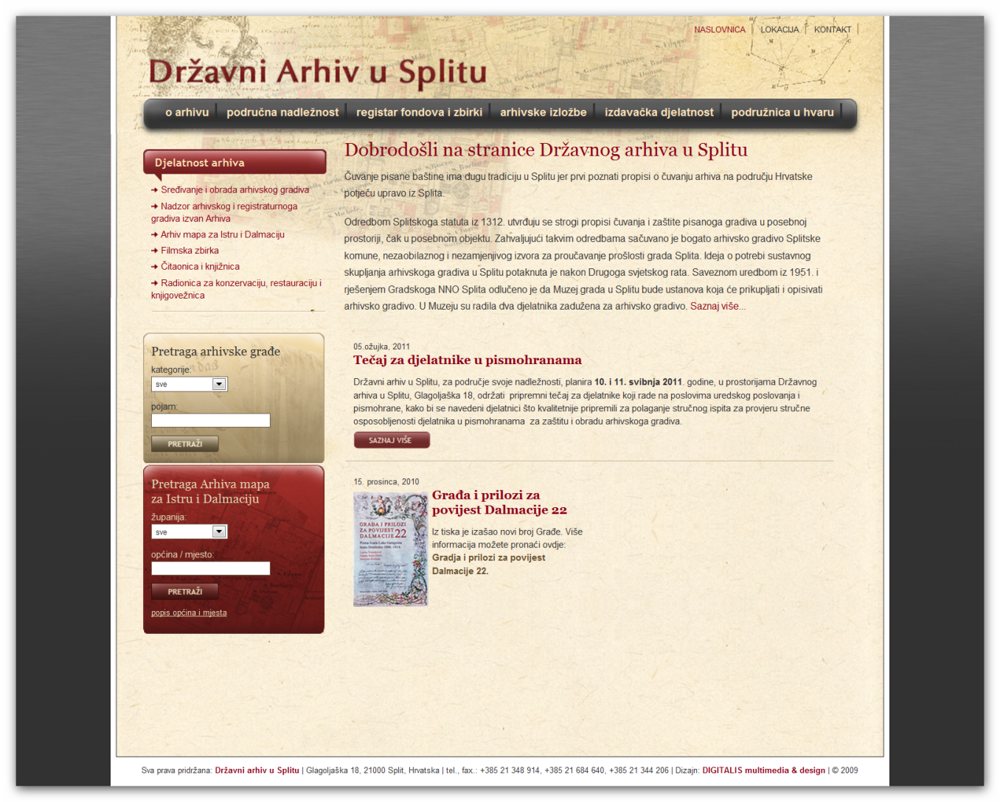 NASLOVNICA | LOKACIJA | KONTAKT |
Državni Arhiv u Splitu
o arhivu | područna nadležnost | registar fondova i zbirki | arhivske izložbe | izdavačka djelatnost | podružnica u hvaru |
Djelatnost arhiva
➔ Sređivanje i obrada arhivskog gradiva
➔ Nadzor arhivskog i registraturnoga
gradiva izvan Arhiva
➔ Arhiv mapa za Istru i Dalmaciju
➔ Filmska zbirka
➔ Čitaonica i knjižnica
➔ Radionica za konzervaciju, restauraciju i
knjigovežnica
Pretraga arhivske građe
kategorije:
sve
pojam:
PRETRAŽI
Pretraga Arhiva mapa
za Istru i Dalmaciju
županija:
sve
općina / mjesto:
PRETRAŽI
popis općina i mjesta
Dobrodošli na stranice Državnog arhiva u Splitu
Čuvanje pisane baštine ima dugu tradiciju u Splitu jer prvi poznati propisi o čuvanju arhiva na području Hrvatske
potječu upravo iz Splita.
Odredbom Splitskoga statuta iz 1312. utvrđuju se strogi propisi čuvanja i zaštite pisanoga gradiva u posebnoj
prostoriji, čak u posebnom objektu. Zahvaljujući takvim odredbama sačuvano je bogato arhivsko gradivo Splitske
komune, nezaobilaznog i nezamjenjivog izvora za proučavanje prošlosti grada Splita. Ideja o potrebi sustavnog
skupljanja arhivskoga gradiva u Splitu potaknuta je nakon Drugoga svjetskog rata. Saveznom uredbom iz 1951. i
rješenjem Gradskoga NNO Splita odlučeno je da Muzej grada u Splitu bude ustanova koja će prikupljati i opisivati
arhivsko gradivo. U Muzeju su radila dva djelatnika zadužena za arhivsko gradivo. Saznaj više...
05.ožujka, 2011
Tečaj za djelatnike u pismohranama
Državni arhiv u Splitu, za područje svoje nadležnosti, planira 10. i 11. svibnja 2011. godine, u prostorijama Državnog
arhiva u Splitu, Glagoljaška 18, održati pripremni tečaj za djelatnike koji rade na poslovima uredskog poslovanja i
pismohrane, kako bi se navedeni djelatnici što kvalitetnije pripremili za polaganje stručnog ispita za provjeru stručne
osposobljenosti djelatnika u pismohranama za zaštitu i obradu arhivskoga gradiva.
SAZNAJ VIŠE
15. prosinca, 2010
GRAĐA I PRILOZI
ZA POVIJEST
DALMACIJE 22
Građa i prilozi za
povijest Dalmacije 22
Iz tiska je izašao novi broj Građe. Više
informacija možete pronaći ovdje:
Gradja i prilozi za povijest
Dalmacije 22.
Sva prava pridržana: Državni arhiv u Splitu | Glagoljaška 18, 21000 Split, Hrvatska | tel., fax.: +385 21 348 914, +385 21 684 640, +385 21 344 206 | Dizajn: DIGITALIS multimedia & design | © 2009